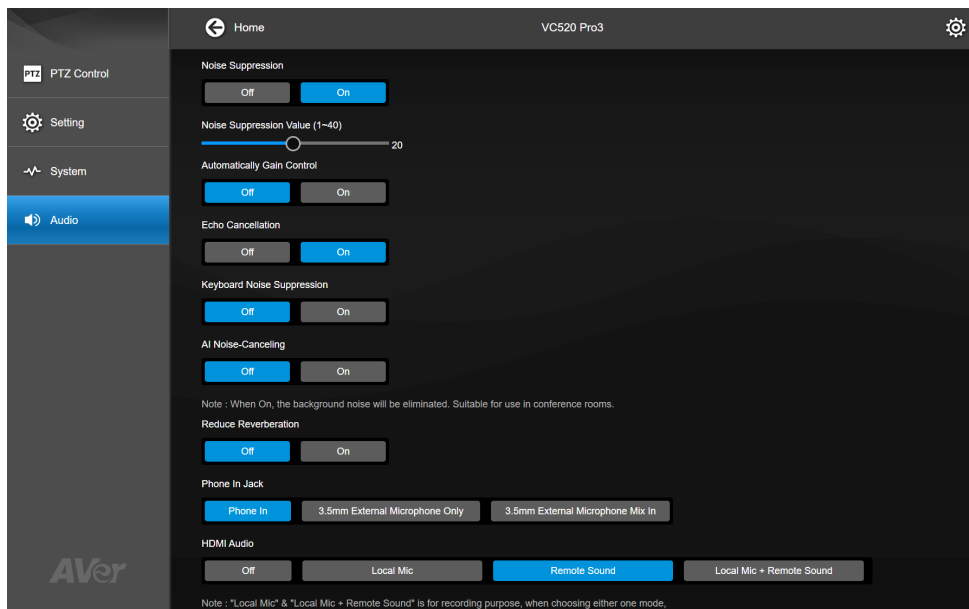 Home
VC520 Pro3
PTZ PTZ Control
Setting
System
Audio
Noise Suppression
Off On
Noise Suppression Value (1~40)
20
Automatically Gain Control
Off On
Echo Cancellation
Off On
Keyboard Noise Suppression
Off On
AI Noise-Canceling
Off On
Note : When On, the background noise will be eliminated. Suitable for use in conference rooms.
Reduce Reverberation
Off On
Phone In Jack
Phone In 3.5mm External Microphone Only 3.5mm External Microphone Mix In
HDMI Audio
Off Local Mic Remote Sound Local Mic + Remote Sound
Note : "Local Mic" & "Local Mic + Remote Sound" is for recording purpose, when choosing either one mode,
AVer